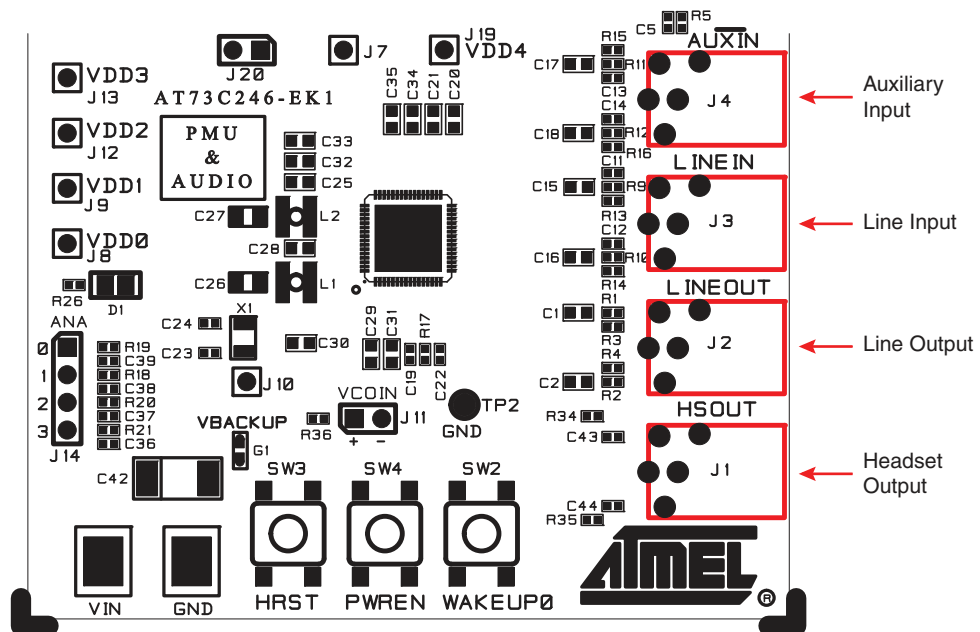 R5
C5
AUXIN
J19
VDD4
J7
J20
VDD3
J13
AT73C246-EK1
PMU
&
AUDIO
VDD2
J12
VDD1
J9
VDD0
J8
C35
C34
C21
C20
C33
C32
C25
C27
L2
C28
C26
L1
R15
C17
R11
C13
C14
J4
C18
R12
R16
C11
LINEIN
C15
R9
R13
C12
J3
C16
R10
R14
LINEOUT
R1
C1
R3
R4
J2
C2
R2
HSOUT
R34
C43
J1
C44
R35
Auxiliary
Input
Line Input
Line Output
Headset
Output
R26
D1
ANA
0
1
2
3
J14
R19
C39
R18
C38
R20
C37
R21
C36
C24
X1
C23
C30
J10
C29
C31
R17
C19
C22
VCOIN
J11
R36
+ -
TP2
GND
VBACKUP
G1
C42
SW3
SW4
SW2
HRST
PWREN
WAKEUP0
VIN
GND
ATMEL
®